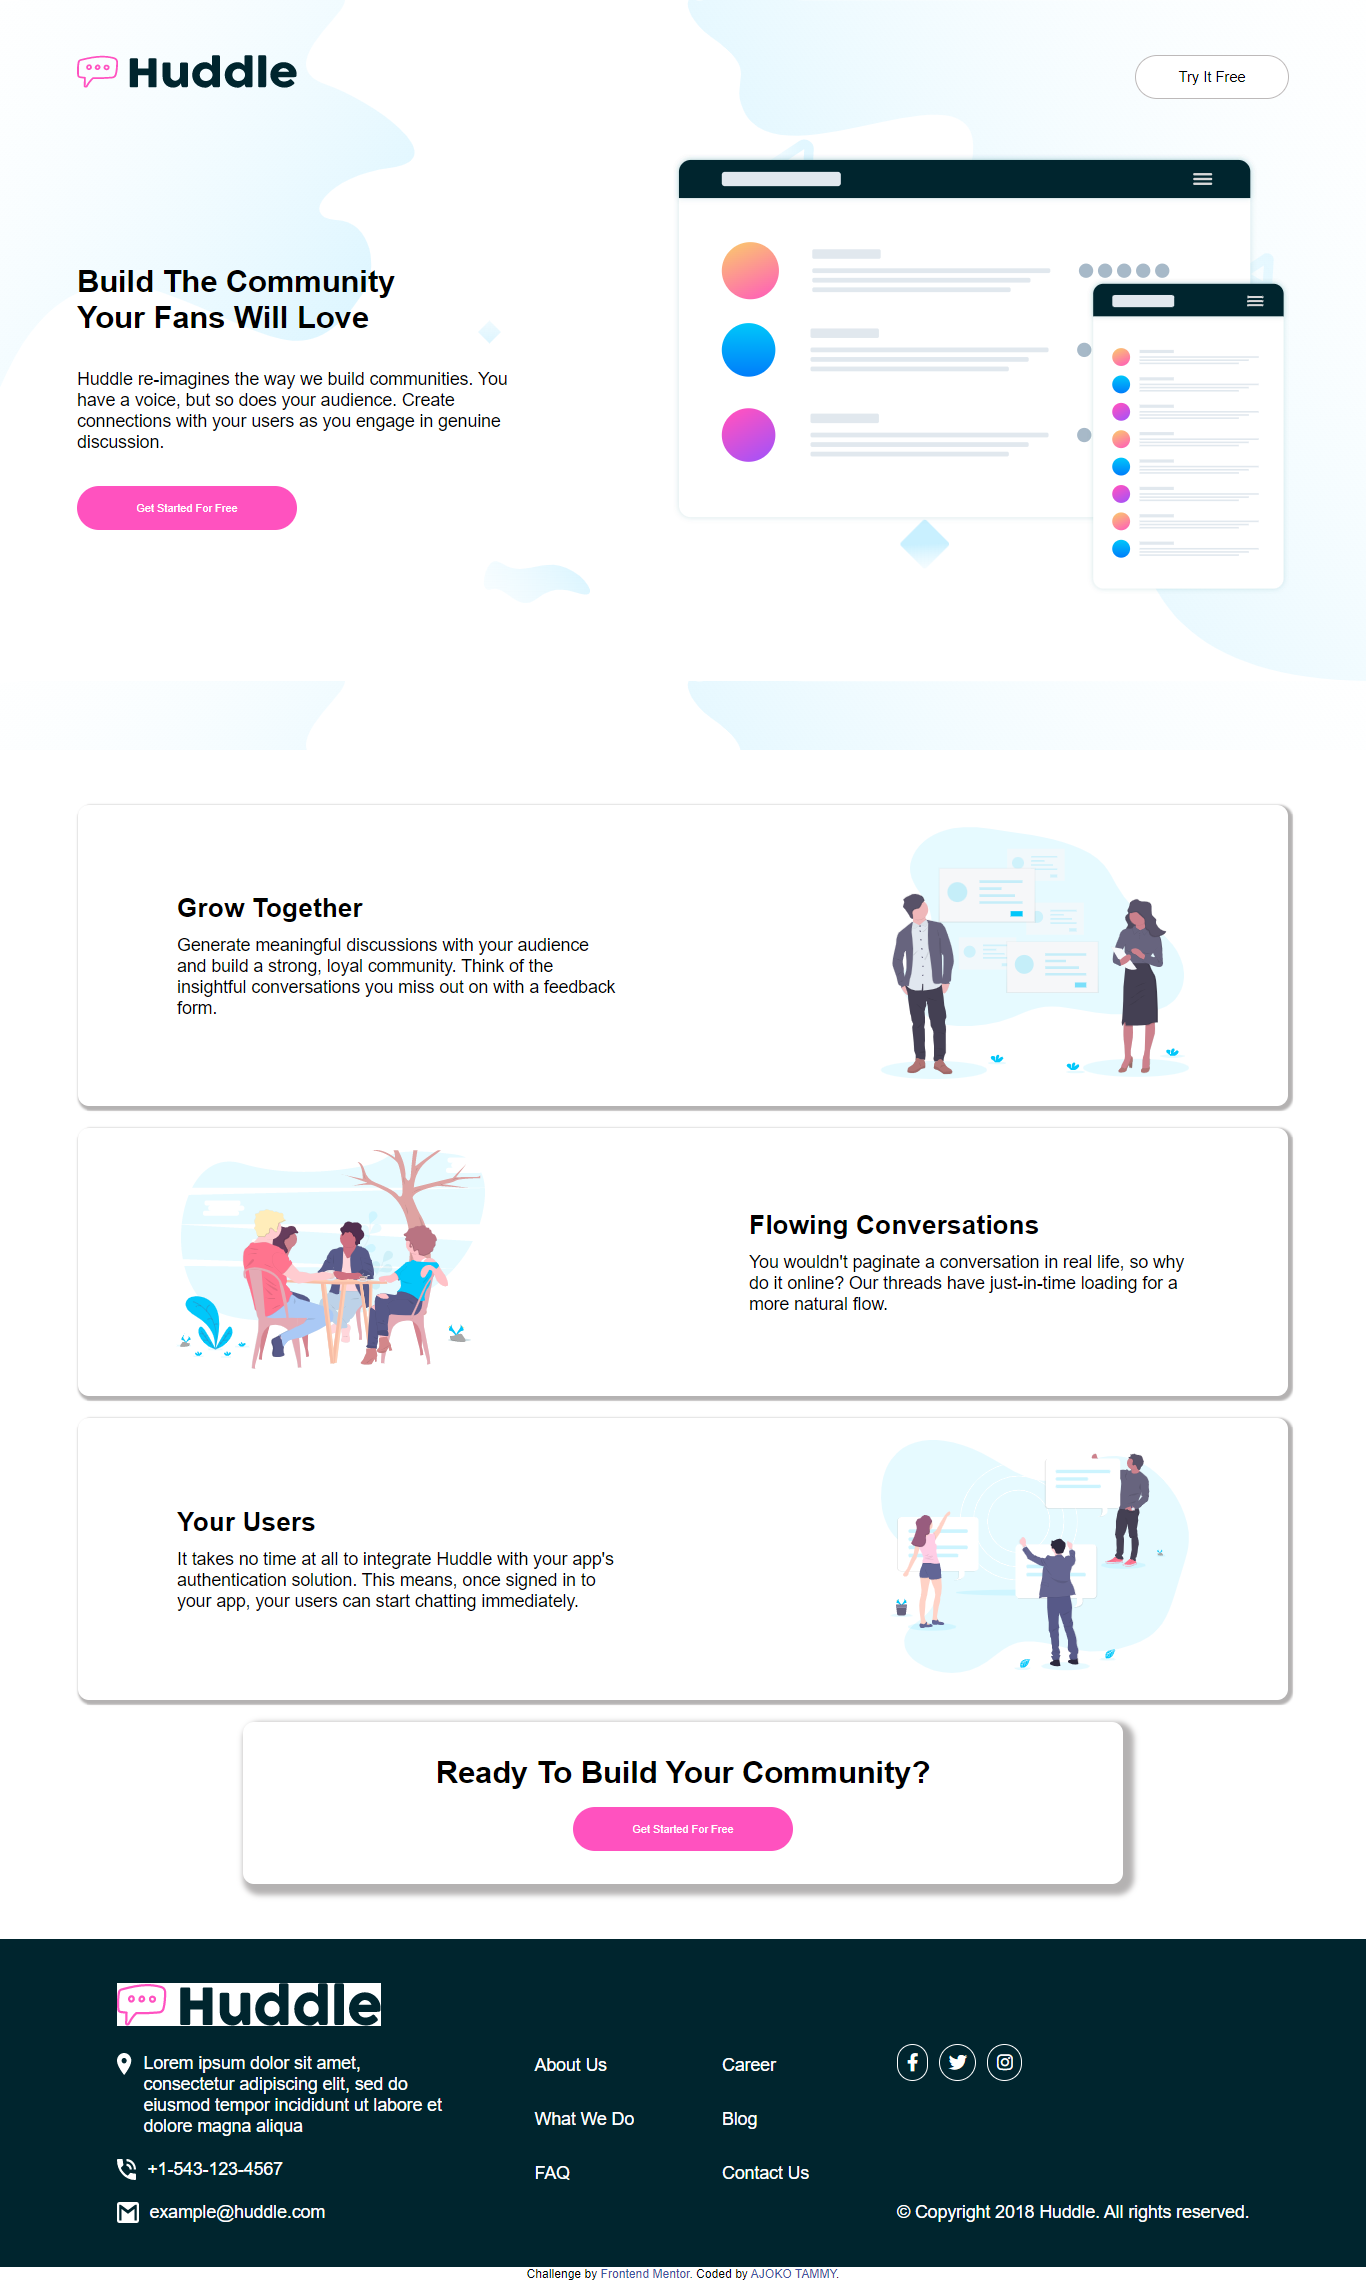 Huddle
Try It Free
Build The Community
Your Fans Will Love
Huddle re-imagines the way we build communities. You
have a voice, but so does your audience. Create
connections with your users as you engage in genuine
discussion.
Get Started For Free
Grow Together
Generate meaningful discussions with your audience
and build a strong, loyal community. Think of the
insightful conversations you miss out on with a feedback
form.
Flowing Conversations
You wouldn't paginate a conversation in real life, so why
do it online? Our threads have just-in-time loading for a
more natural flow.
Your Users
It takes no time at all to integrate Huddle with your app's
authentication solution. This means, once signed in to
your app, your users can start chatting immediately.
Ready To Build Your Community?
Get Started For Free
Huddle
Lorem ipsum dolor sit amet,
consectetur adipiscing elit, sed do
eiusmod tempor incididunt ut labore et
dolore magna aliqua
+1-543-123-4567
example@huddle.com
About Us
What We Do
FAQ
Career
Blog
Contact Us
© Copyright 2018 Huddle. All rights reserved.
Challenge by Frontend Mentor. Coded by AJOKO TAMMY.